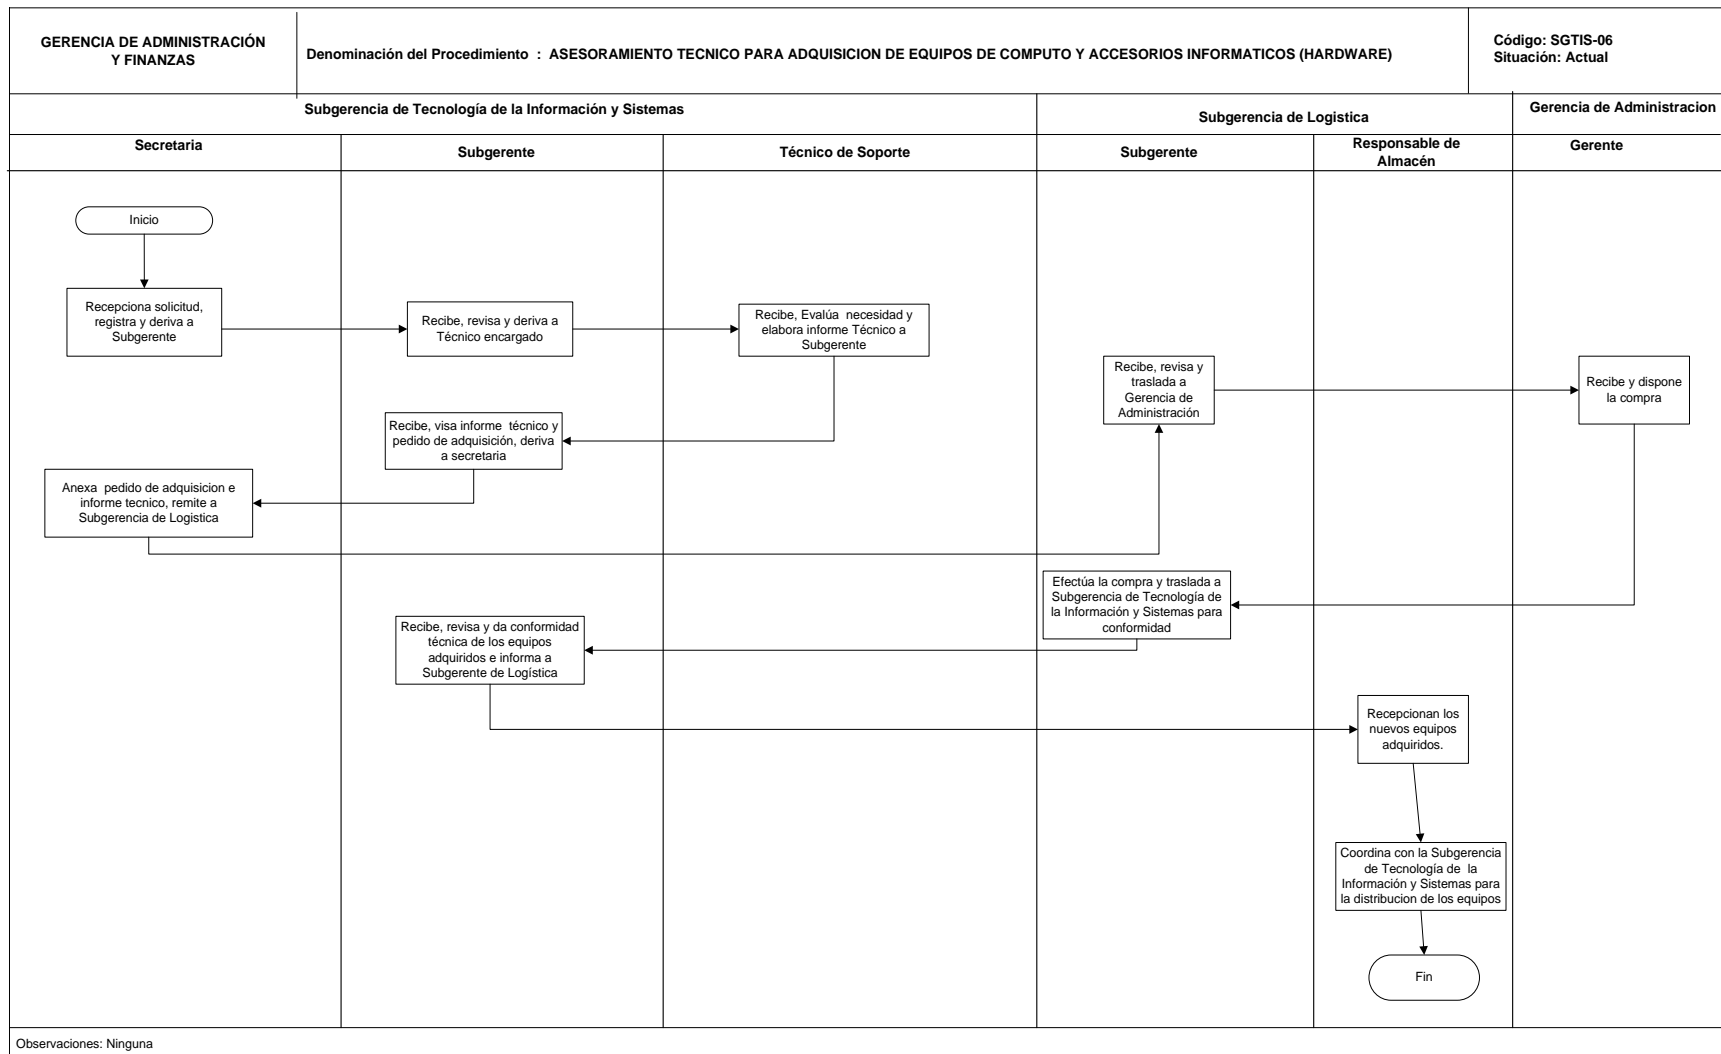 GERENCIA DE ADMINISTRACIÓN
Y FINANZAS
Denominación del Procedimiento : ASESORAMIENTO TECNICO PARA ADQUISICION DE EQUIPOS DE COMPUTO Y ACCESORIOS INFORMATICOS (HARDWARE)
Código: SGTIS-06
Situación: Actual
Subgerencia de Tecnología de la Información y Sistemas
Subgerencia de Logistica
Gerencia de Administracion
Secretaria
Subgerente
Técnico de Soporte
Subgerente
Responsable de
Almacén
Gerente
Inicio
Recepciona solicitud,
registra y deriva a
Subgerente
Recibe, revisa y deriva a
Técnico encargado
Recibe, Evalúa necesidad y
elabora informe Técnico a
Subgerente
Recibe, revisa y
traslada a
Gerencia de
Administración
Recibe y dispone
la compra
Recibe, visa informe técnico y
pedido de adquisición, deriva
a secretaria
Anexa pedido de adquisicion e
informe tecnico, remite a
Subgerencia de Logistica
Efectúa la compra y traslada a
Subgerencia de Tecnología de
la Información y Sistemas para
conformidad
Recibe, revisa y da conformidad
técnica de los equipos
adquiridos e informa a
Subgerente de Logística
Recepcionan los
nuevos equipos
adquiridos.
Coordina con la Subgerencia
de Tecnología de la
Información y Sistemas para
la distribucion de los equipos
Fin
Observaciones: Ninguna